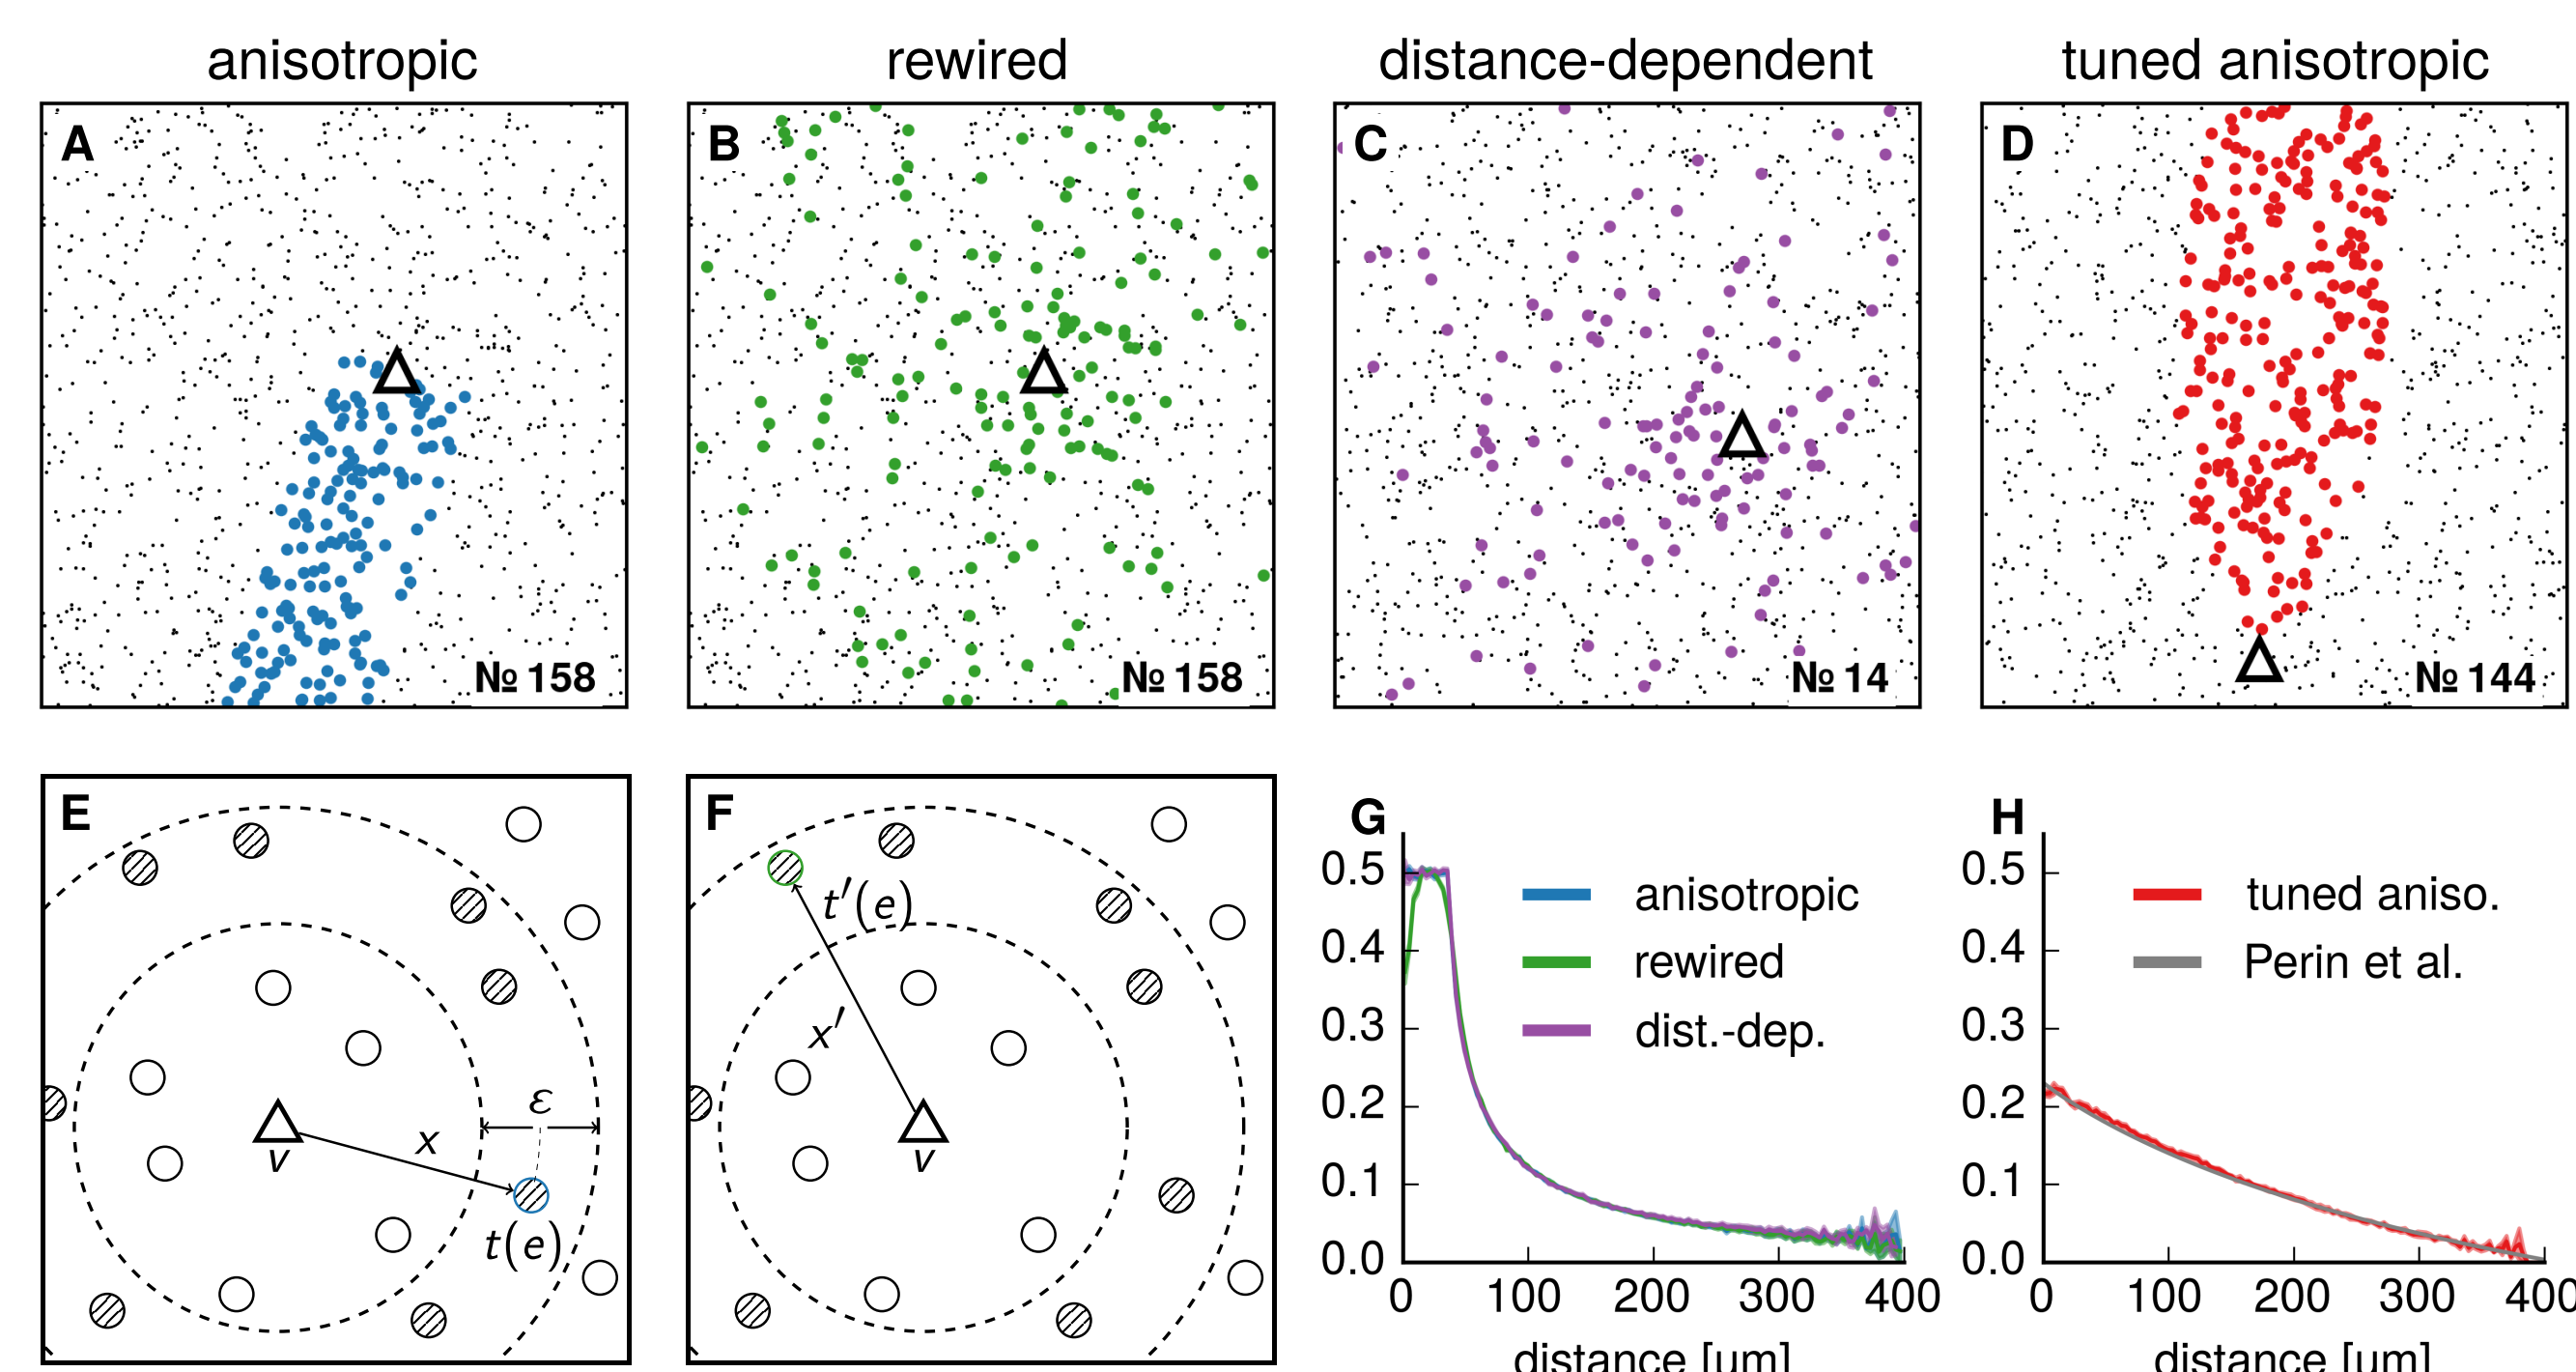 anisotropic
rewired
distance-dependent
tuned anisotropic
A
B
C
D
№ 158
№ 158
№ 14
№ 144
E
ε
x
v
t(e)
F
t′(e)
x′
v
G
0.5
0.4
0.3
0.2
0.1
0.0
anisotropic
rewired
dist.-dep.
0
100
200
300
400
distance [µm]
H
0.5
0.4
0.3
0.2
0.1
0.0
tuned aniso.
Perin et al.
0
100
200
300
400
distance [µm]